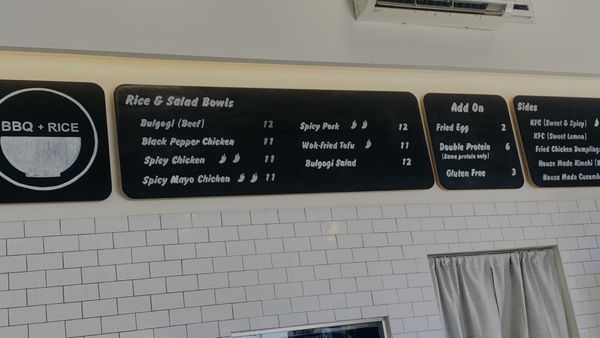 BBQ + RICE
Rice & Salad Bowls
Bulgogi (Beef) 12
Black Pepper Chicken 11
Spicy Chicken 11
Spicy Mayo Chicken 11
Spicy Pork 12
Wok-fried Tofu 11
Bulgogi Salad 12
Add On
Fried Egg 2
Double Protein 6
(Same protein only)
Gluten Free 3
Sides
KFC (Sweet & Spicy)
KFC (Sweet Lemon)
Fried Chicken Dumplings
House Made Kimchi
House Made Cucumber